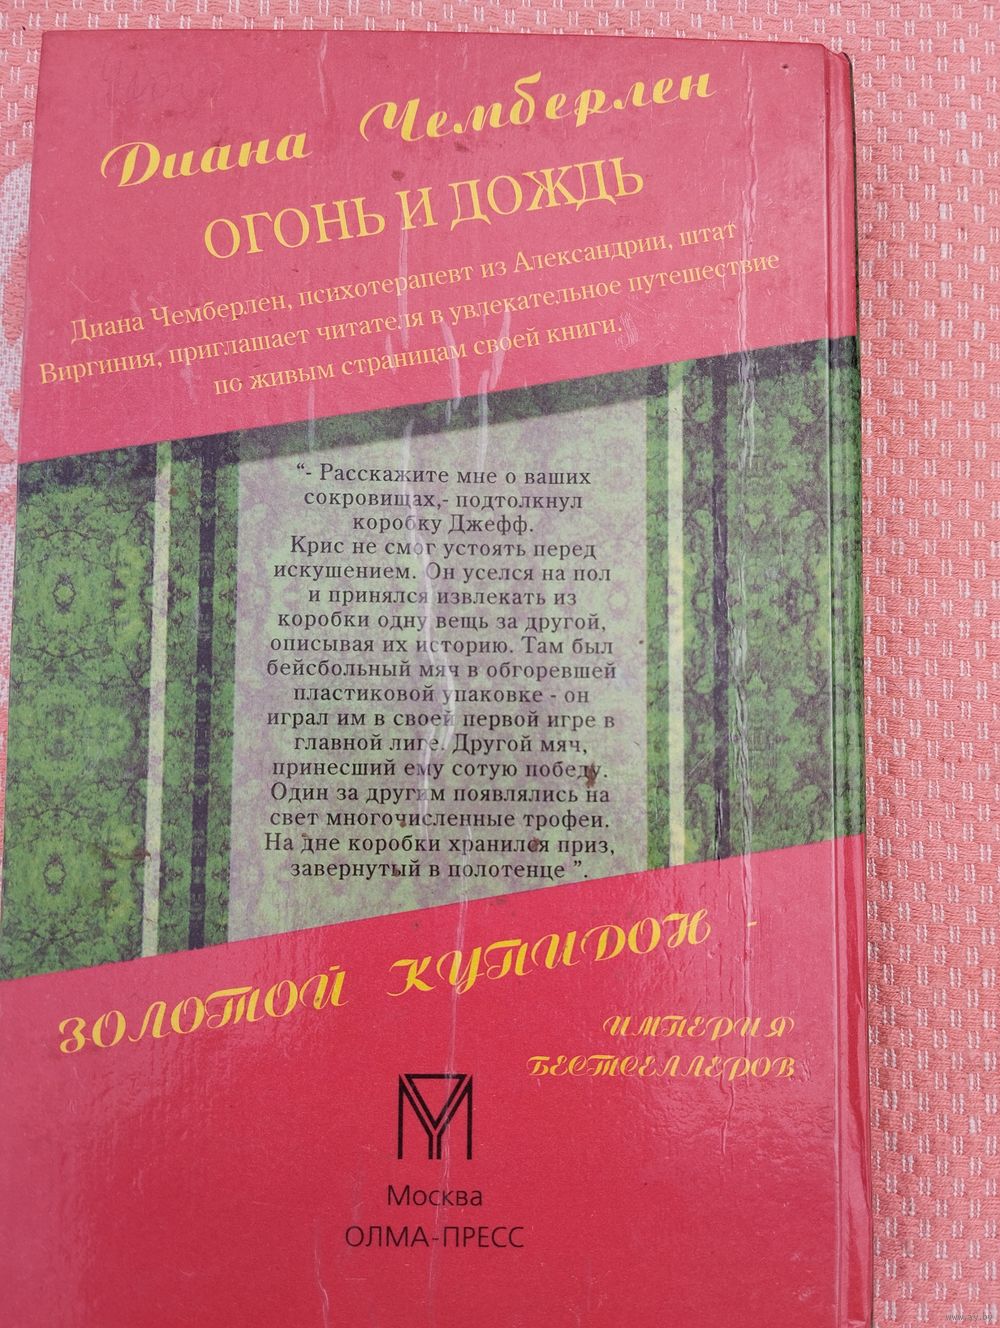 Диана Чемберлен
ОГОНЬ И ДОЖДЬ
Диана Чемберлен, психотерапевт из Александрии, штат
Виргиния, приглашает читателя в увлекательное путешествие
по живым страницам своей книги.
“- Расскажите мне о ваших
сокровищах,- подтолкнул
коробку Джефф.
Крис не смог устоять перед
искушением. Он уселся на пол
и принялся извлекать из
коробки одну вещь за другой,
описывая их историю. Там был
бейсбольный мяч в обгоревшей
пластиковой упаковке - он
играл им в своей первой игре в
главной лиге. Другой мяч,
принесший ему сотую победу.
Один за другим появлялись на
свет многочисленные трофеи.
На дне коробки хранился приз,
завернутый в полотенце ”.
ЗОЛОТОЙ КУПИДОН -
ИМПЕРИЯ
БЕСТСЕЛЛЕРОВ
Москва
ОЛМА-ПРЕСС
www.ay.by